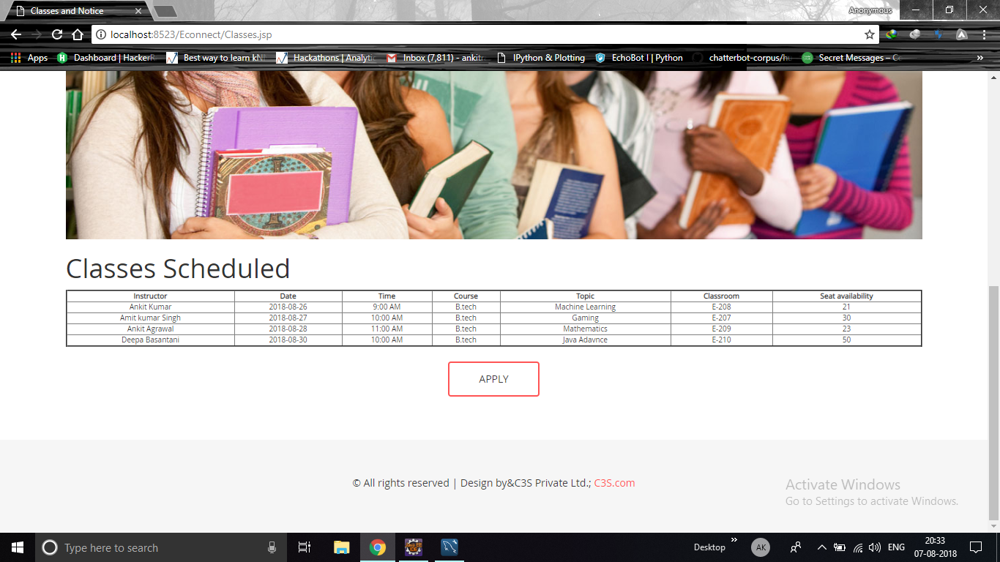 Classes and Notice
Anonymous
localhost:8523/Econnect/Classes.jsp
Apps Dashboard | HackerR Best way to learn kN Hackathons | Analytic Inbox (7,811) - ankitr IPython & Plotting EchoBot I | Python chatterbot-corpus/ Secret Messages – C »
Classes Scheduled
Instructor Date Time Course Topic Classroom Seat availability
Ankit Kumar 2018-08-26 9:00 AM B.tech Machine Learning E-208 21
Amit kumar Singh 2018-08-27 10:00 AM B.tech Gaming E-207 30
Ankit Agrawal 2018-08-28 11:00 AM B.tech Mathematics E-209 23
Deepa Basantani 2018-08-30 10:00 AM B.tech Java Adavnce E-210 50
APPLY
© All rights reserved | Design by&C3S Private Ltd.; C3S.com
Activate Windows
Go to Settings to activate Windows.
Type here to search
Desktop » AK ENG 20:33
07-08-2018